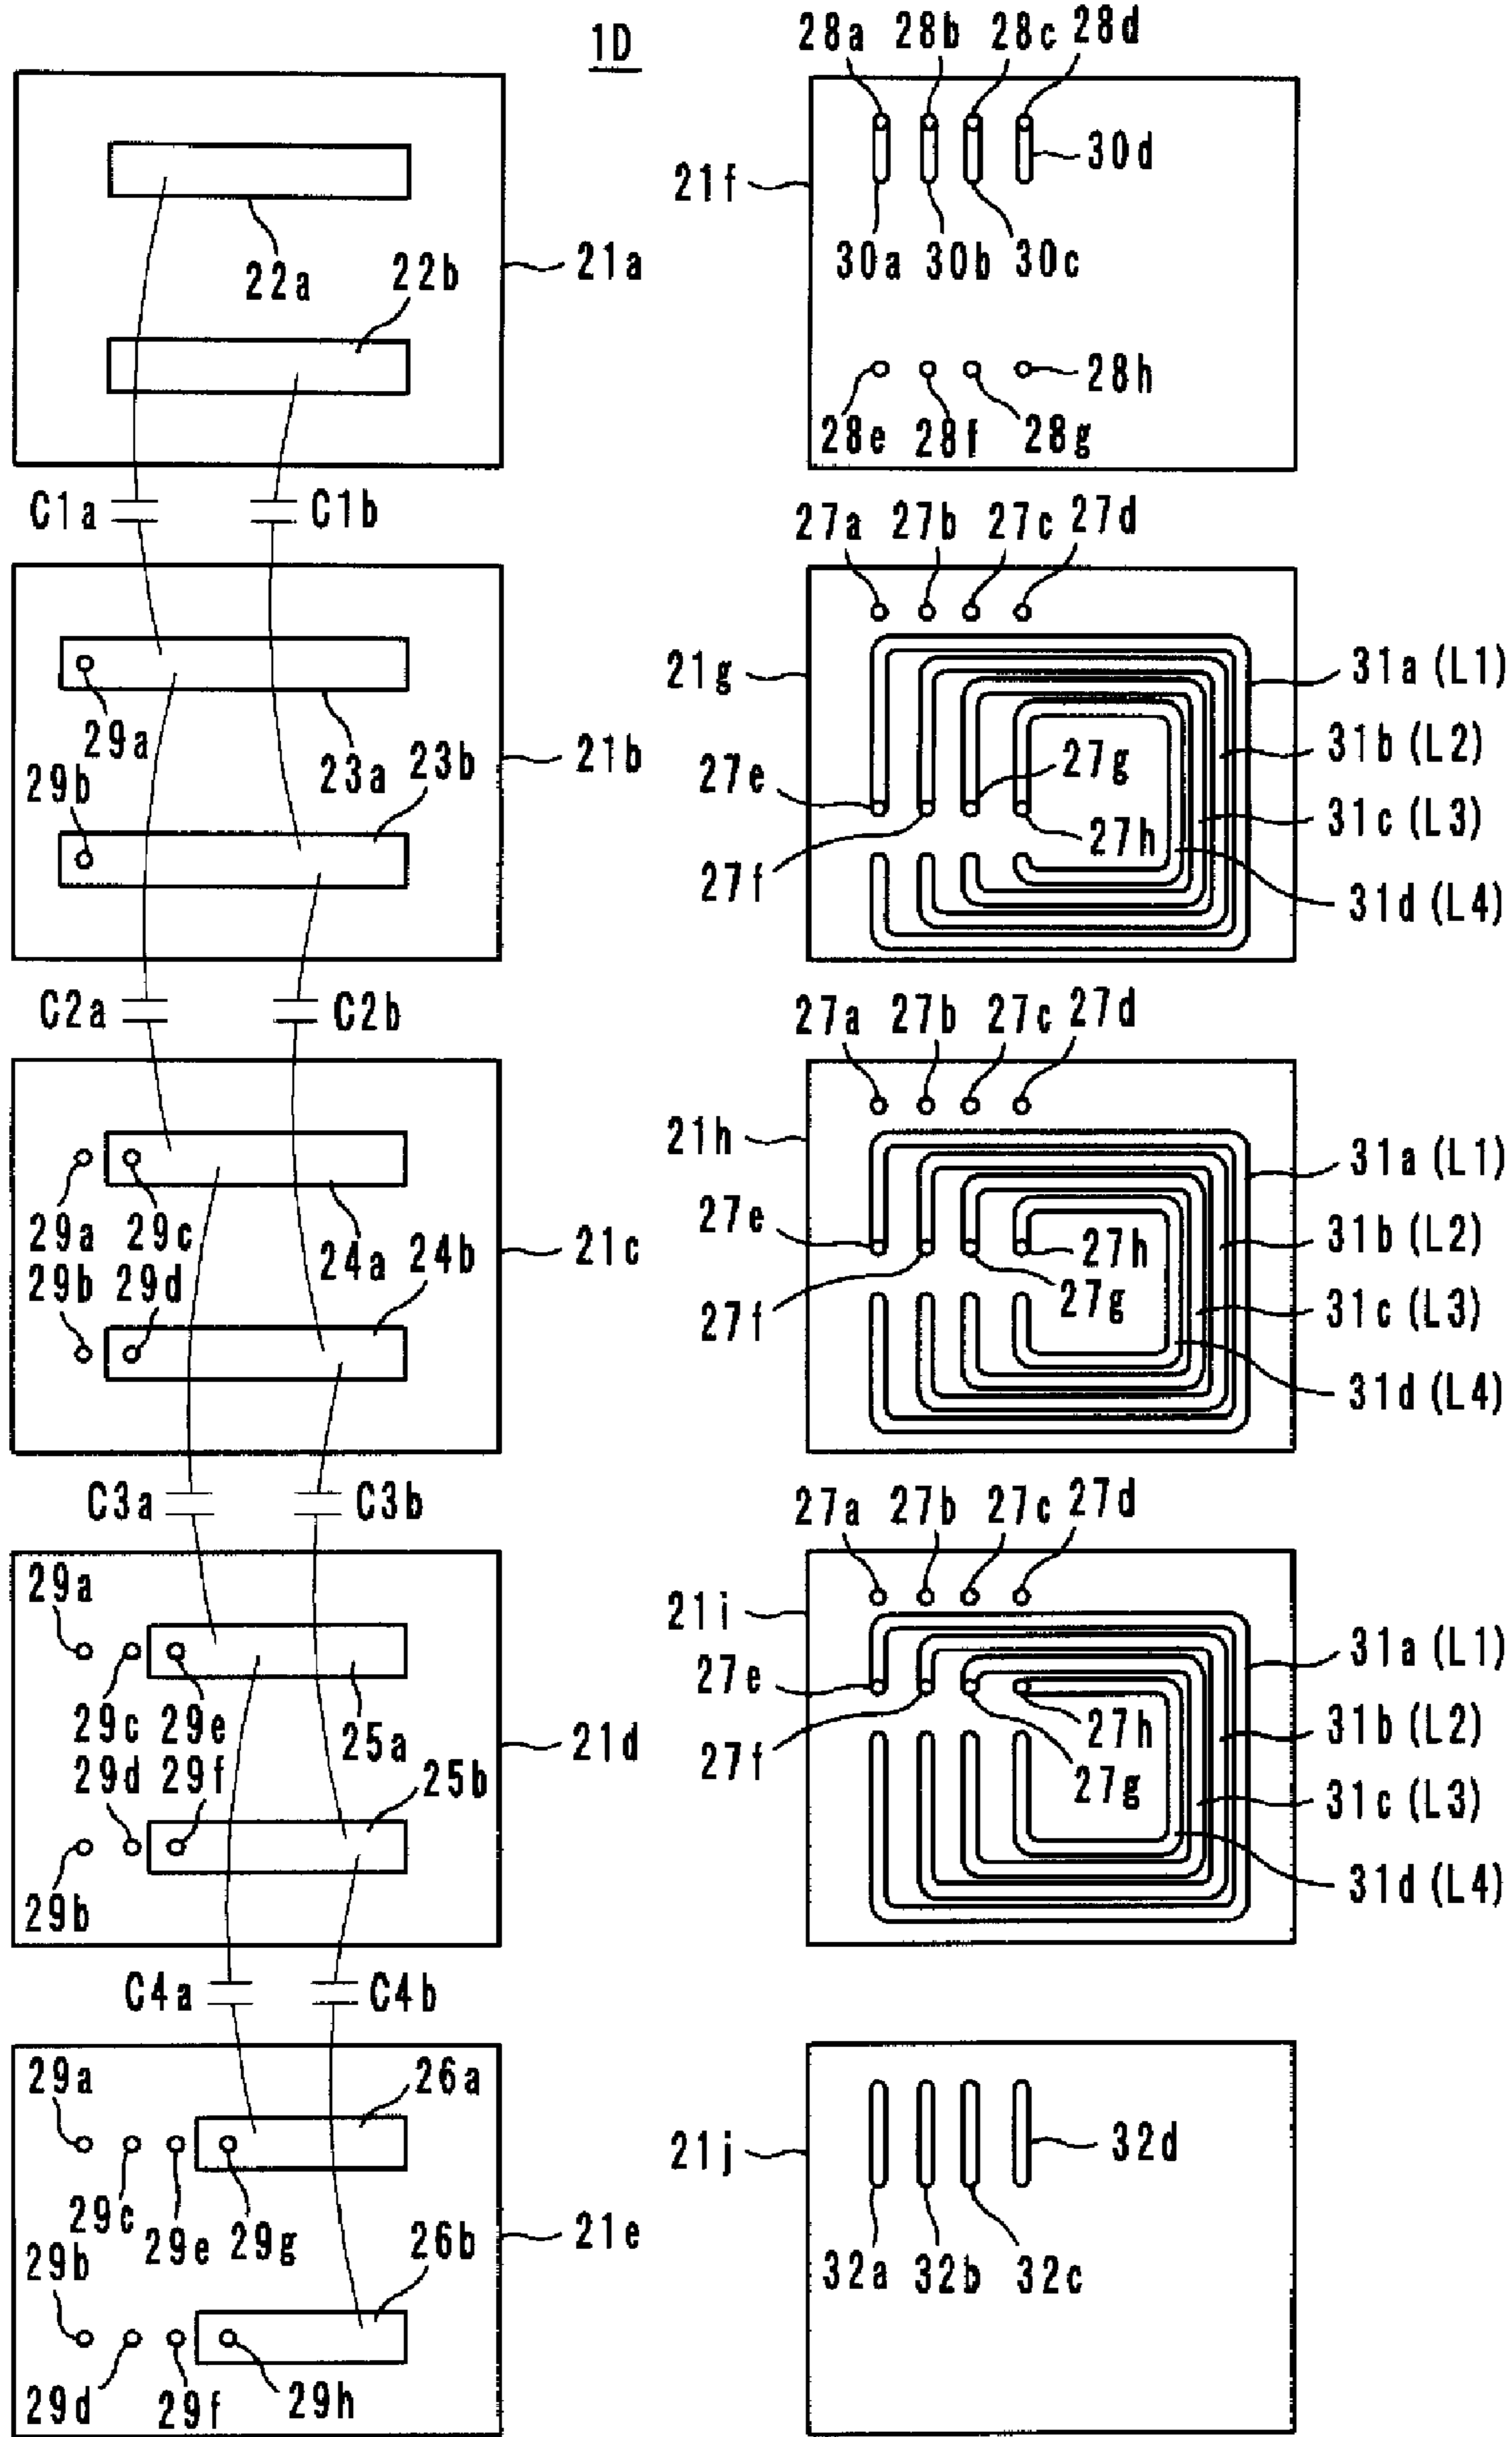 1D
22a
22b
21a
C1a C1b
29a
23a
23b
29b
21b
C2a C2b
29a 29c
24a
24b
29b 29d
21c
C3a C3b
29a
29c 29e
25a
29d 29f
25b
21d
29b
C4a C4b
29a
26a
29c
29e
29g
29b
26b
21e
29d
29f
29h
28a 28b 28c 28d
30d
21f
30a 30b 30c
28h
28e 28f 28g
27a 27b 27c 27d
21g
31a (L1)
31b (L2)
27e
27g
31c (L3)
27h
27f
31d (L4)
27a 27b 27c 27d
21h
31a (L1)
27e
27h
31b (L2)
27g
27f
31c (L3)
31d (L4)
27a 27b 27c 27d
21i
31a (L1)
27e
27h
31b (L2)
27f
27g
31c (L3)
31d (L4)
21j
32d
32a 32b 32c